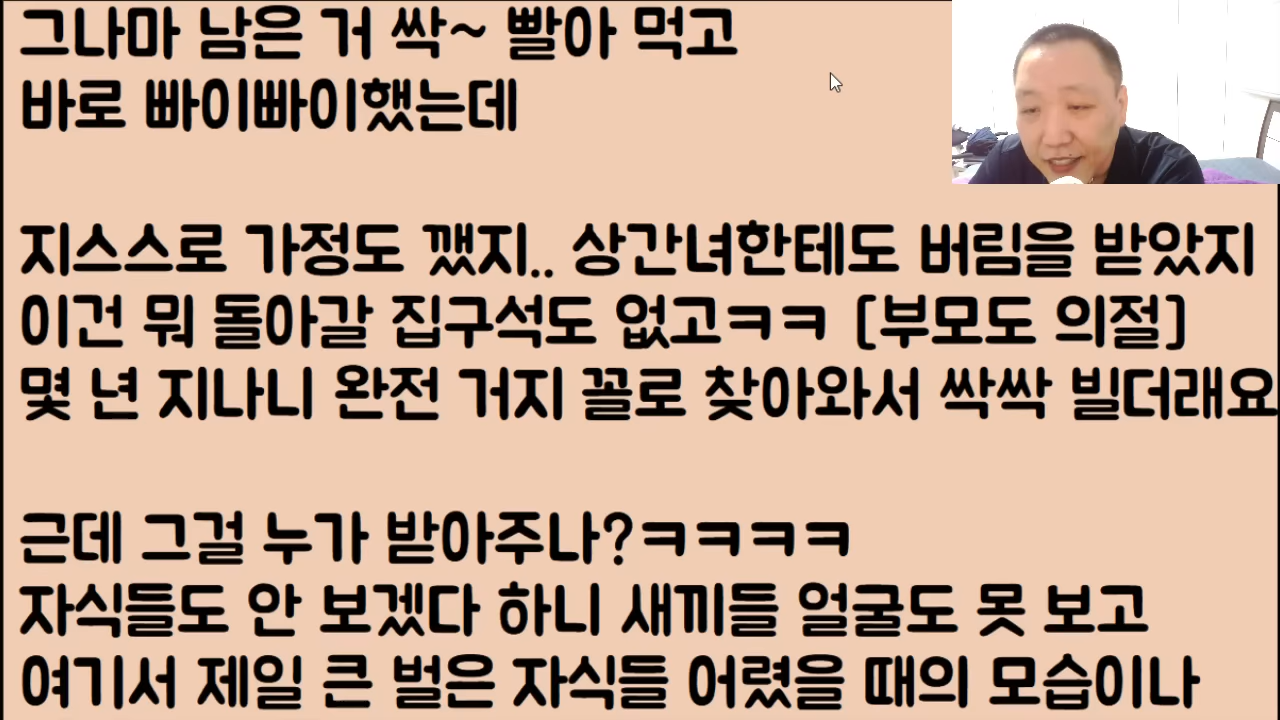 그나마 남은 거 싹~ 빨아 먹고
바로 빠이빠이했는데
지스스로 가정도 깼지.. 상간녀한테도 버림을 받았지
이건 뭐 돌아갈 집구석도 없고ㅋㅋ [부모도 의절]
몇 년 지나니 완전 거지 꼴로 찾아와서 싹싹 빌더래요
근데 그걸 누가 받아주나?ㅋㅋㅋㅋ
자식들도 안 보겠다 하니 새끼들 얼굴도 못 보고
여기서 제일 큰 벌은 자식들 어렸을 때의 모습이나